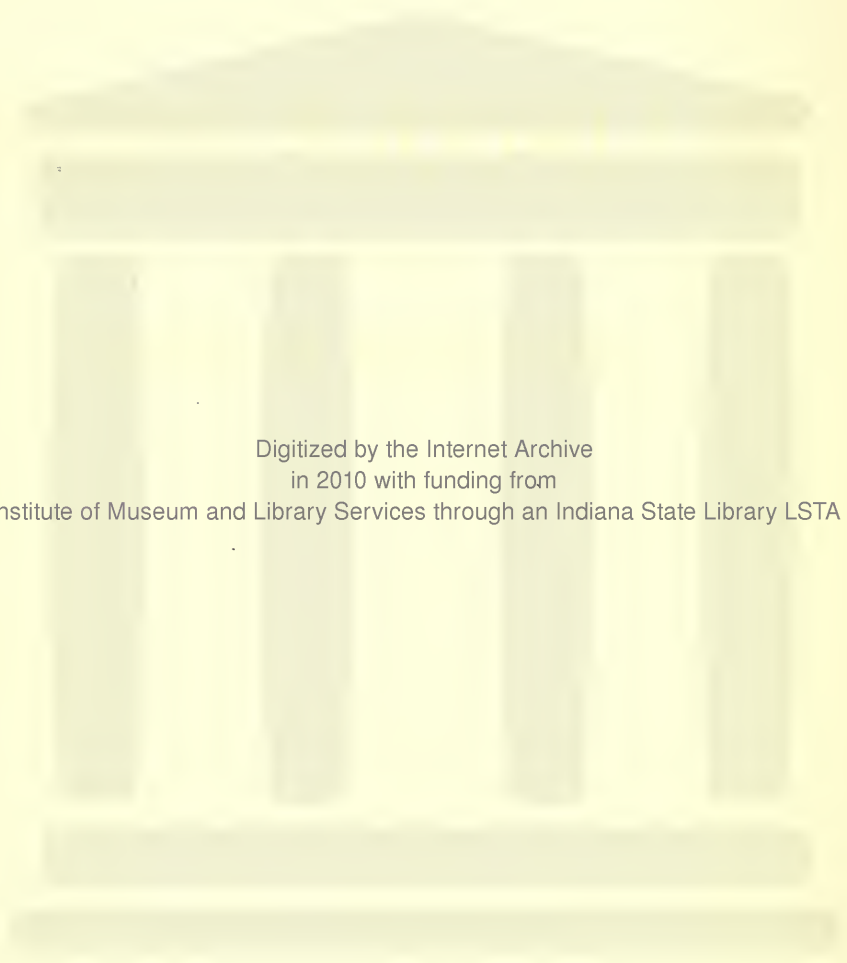 Digitized by the Internet Archive
in 2010 with funding from
nstitute of Museum and Library Services through an Indiana State Library LSTA